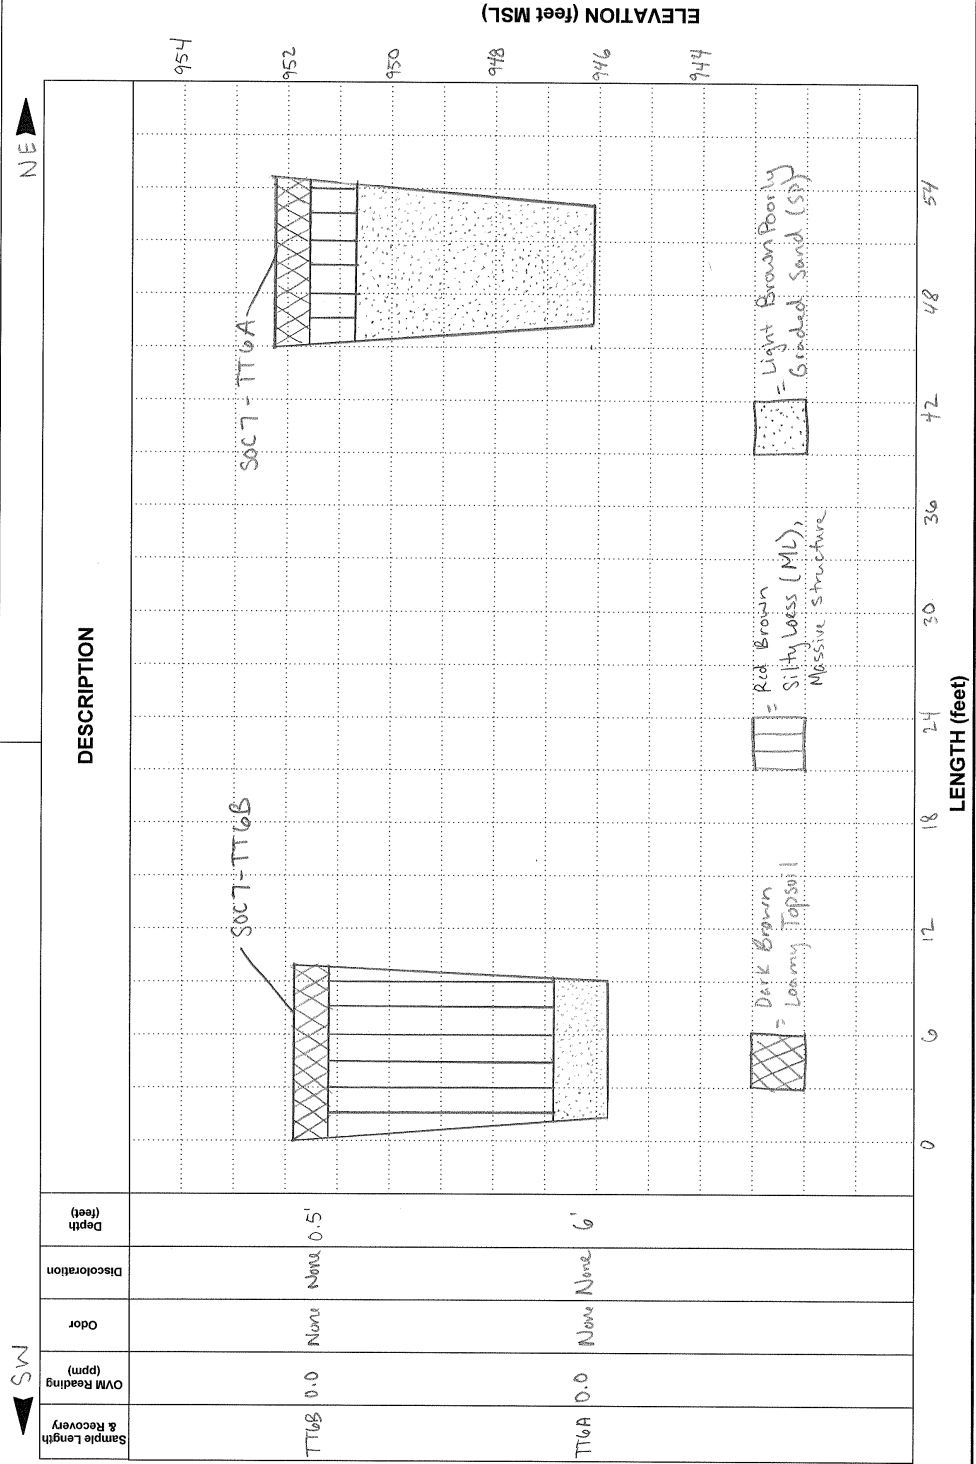 SW
NE
Sample Length
& Recovery
OVM Reading
(ppm)
Odor
Discoloration
Depth
(feet)
DESCRIPTION
TT6B 0.0 None None 0.5'
TT6A 0.0 None None 6'
SOC7-TT6B
SOC7-TT6A
954
952
950
948
946
944
ELEVATION (feet MSL)
= Dark Brown
Loamy Topsoil
= Red Brown
Silty Loess (ML),
Massive structure
= Light Brown Poorly
Graded Sand (SP)
0 6 12 18 24 30 36 42 48 54
LENGTH (feet)